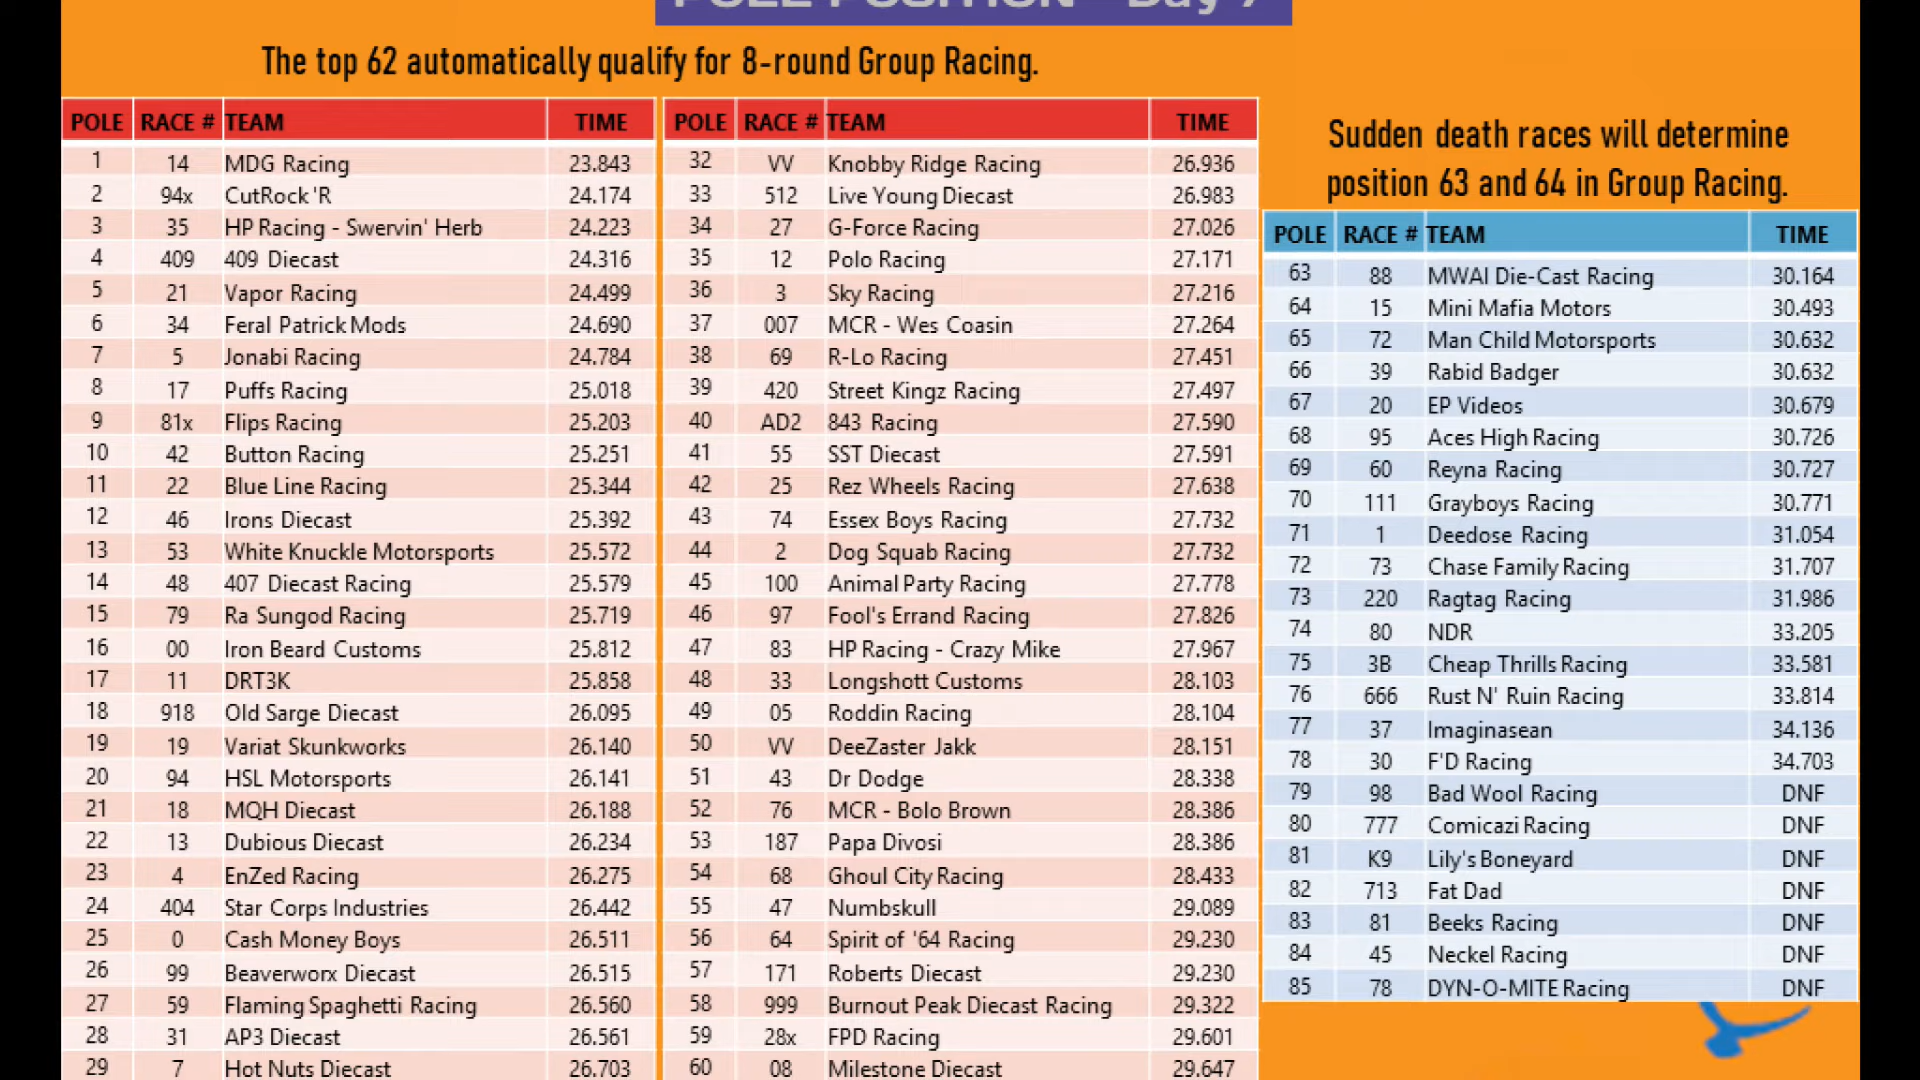 POLE POSITION - Day 7
The top 62 automatically qualify for 8-round Group Racing.
POLE RACE # TEAM TIME
1 14 MDG Racing 23.843
2 94x CutRock 'R 24.174
3 35 HP Racing - Swervin' Herb 24.223
4 409 409 Diecast 24.316
5 21 Vapor Racing 24.499
6 34 Feral Patrick Mods 24.690
7 5 Jonabi Racing 24.784
8 17 Puffs Racing 25.018
9 81x Flips Racing 25.203
10 42 Button Racing 25.251
11 22 Blue Line Racing 25.344
12 46 Irons Diecast 25.392
13 53 White Knuckle Motorsports 25.572
14 48 407 Diecast Racing 25.579
15 79 Ra Sungod Racing 25.719
16 00 Iron Beard Customs 25.812
17 11 DRT3K 25.858
18 918 Old Sarge Diecast 26.095
19 19 Variat Skunkworks 26.140
20 94 HSL Motorsports 26.141
21 18 MQH Diecast 26.188
22 13 Dubious Diecast 26.234
23 4 EnZed Racing 26.275
24 404 Star Corps Industries 26.442
25 0 Cash Money Boys 26.511
26 99 Beaverworx Diecast 26.515
27 59 Flaming Spaghetti Racing 26.560
28 31 AP3 Diecast 26.561
29 7 Hot Nuts Diecast 26.703
POLE RACE # TEAM TIME
32 VV Knobby Ridge Racing 26.936
33 512 Live Young Diecast 26.983
34 27 G-Force Racing 27.026
35 12 Polo Racing 27.171
36 3 Sky Racing 27.216
37 007 MCR - Wes Coasin 27.264
38 69 R-Lo Racing 27.451
39 420 Street Kingz Racing 27.497
40 AD2 843 Racing 27.590
41 55 SST Diecast 27.591
42 25 Rez Wheels Racing 27.638
43 74 Essex Boys Racing 27.732
44 2 Dog Squab Racing 27.732
45 100 Animal Party Racing 27.778
46 97 Fool's Errand Racing 27.826
47 83 HP Racing - Crazy Mike 27.967
48 33 Longshott Customs 28.103
49 05 Roddin Racing 28.104
50 VV DeeZaster Jakk 28.151
51 43 Dr Dodge 28.338
52 76 MCR - Bolo Brown 28.386
53 187 Papa Divosi 28.386
54 68 Ghoul City Racing 28.433
55 47 Numbskull 29.089
56 64 Spirit of '64 Racing 29.230
57 171 Roberts Diecast 29.230
58 999 Burnout Peak Diecast Racing 29.322
59 28x FPD Racing 29.601
60 08 Milestone Diecast 29.647
Sudden death races will determine
position 63 and 64 in Group Racing.
POLE RACE # TEAM TIME
63 88 MWAI Die-Cast Racing 30.164
64 15 Mini Mafia Motors 30.493
65 72 Man Child Motorsports 30.632
66 39 Rabid Badger 30.632
67 20 EP Videos 30.679
68 95 Aces High Racing 30.726
69 60 Reyna Racing 30.727
70 111 Grayboys Racing 30.771
71 1 Deedose Racing 31.054
72 73 Chase Family Racing 31.707
73 220 Ragtag Racing 31.986
74 80 NDR 33.205
75 3B Cheap Thrills Racing 33.581
76 666 Rust N' Ruin Racing 33.814
77 37 Imaginasean 34.136
78 30 F'D Racing 34.703
79 98 Bad Wool Racing DNF
80 777 Comicazi Racing DNF
81 K9 Lily's Boneyard DNF
82 713 Fat Dad DNF
83 81 Beeks Racing DNF
84 45 Neckel Racing DNF
85 78 DYN-O-MITE Racing DNF